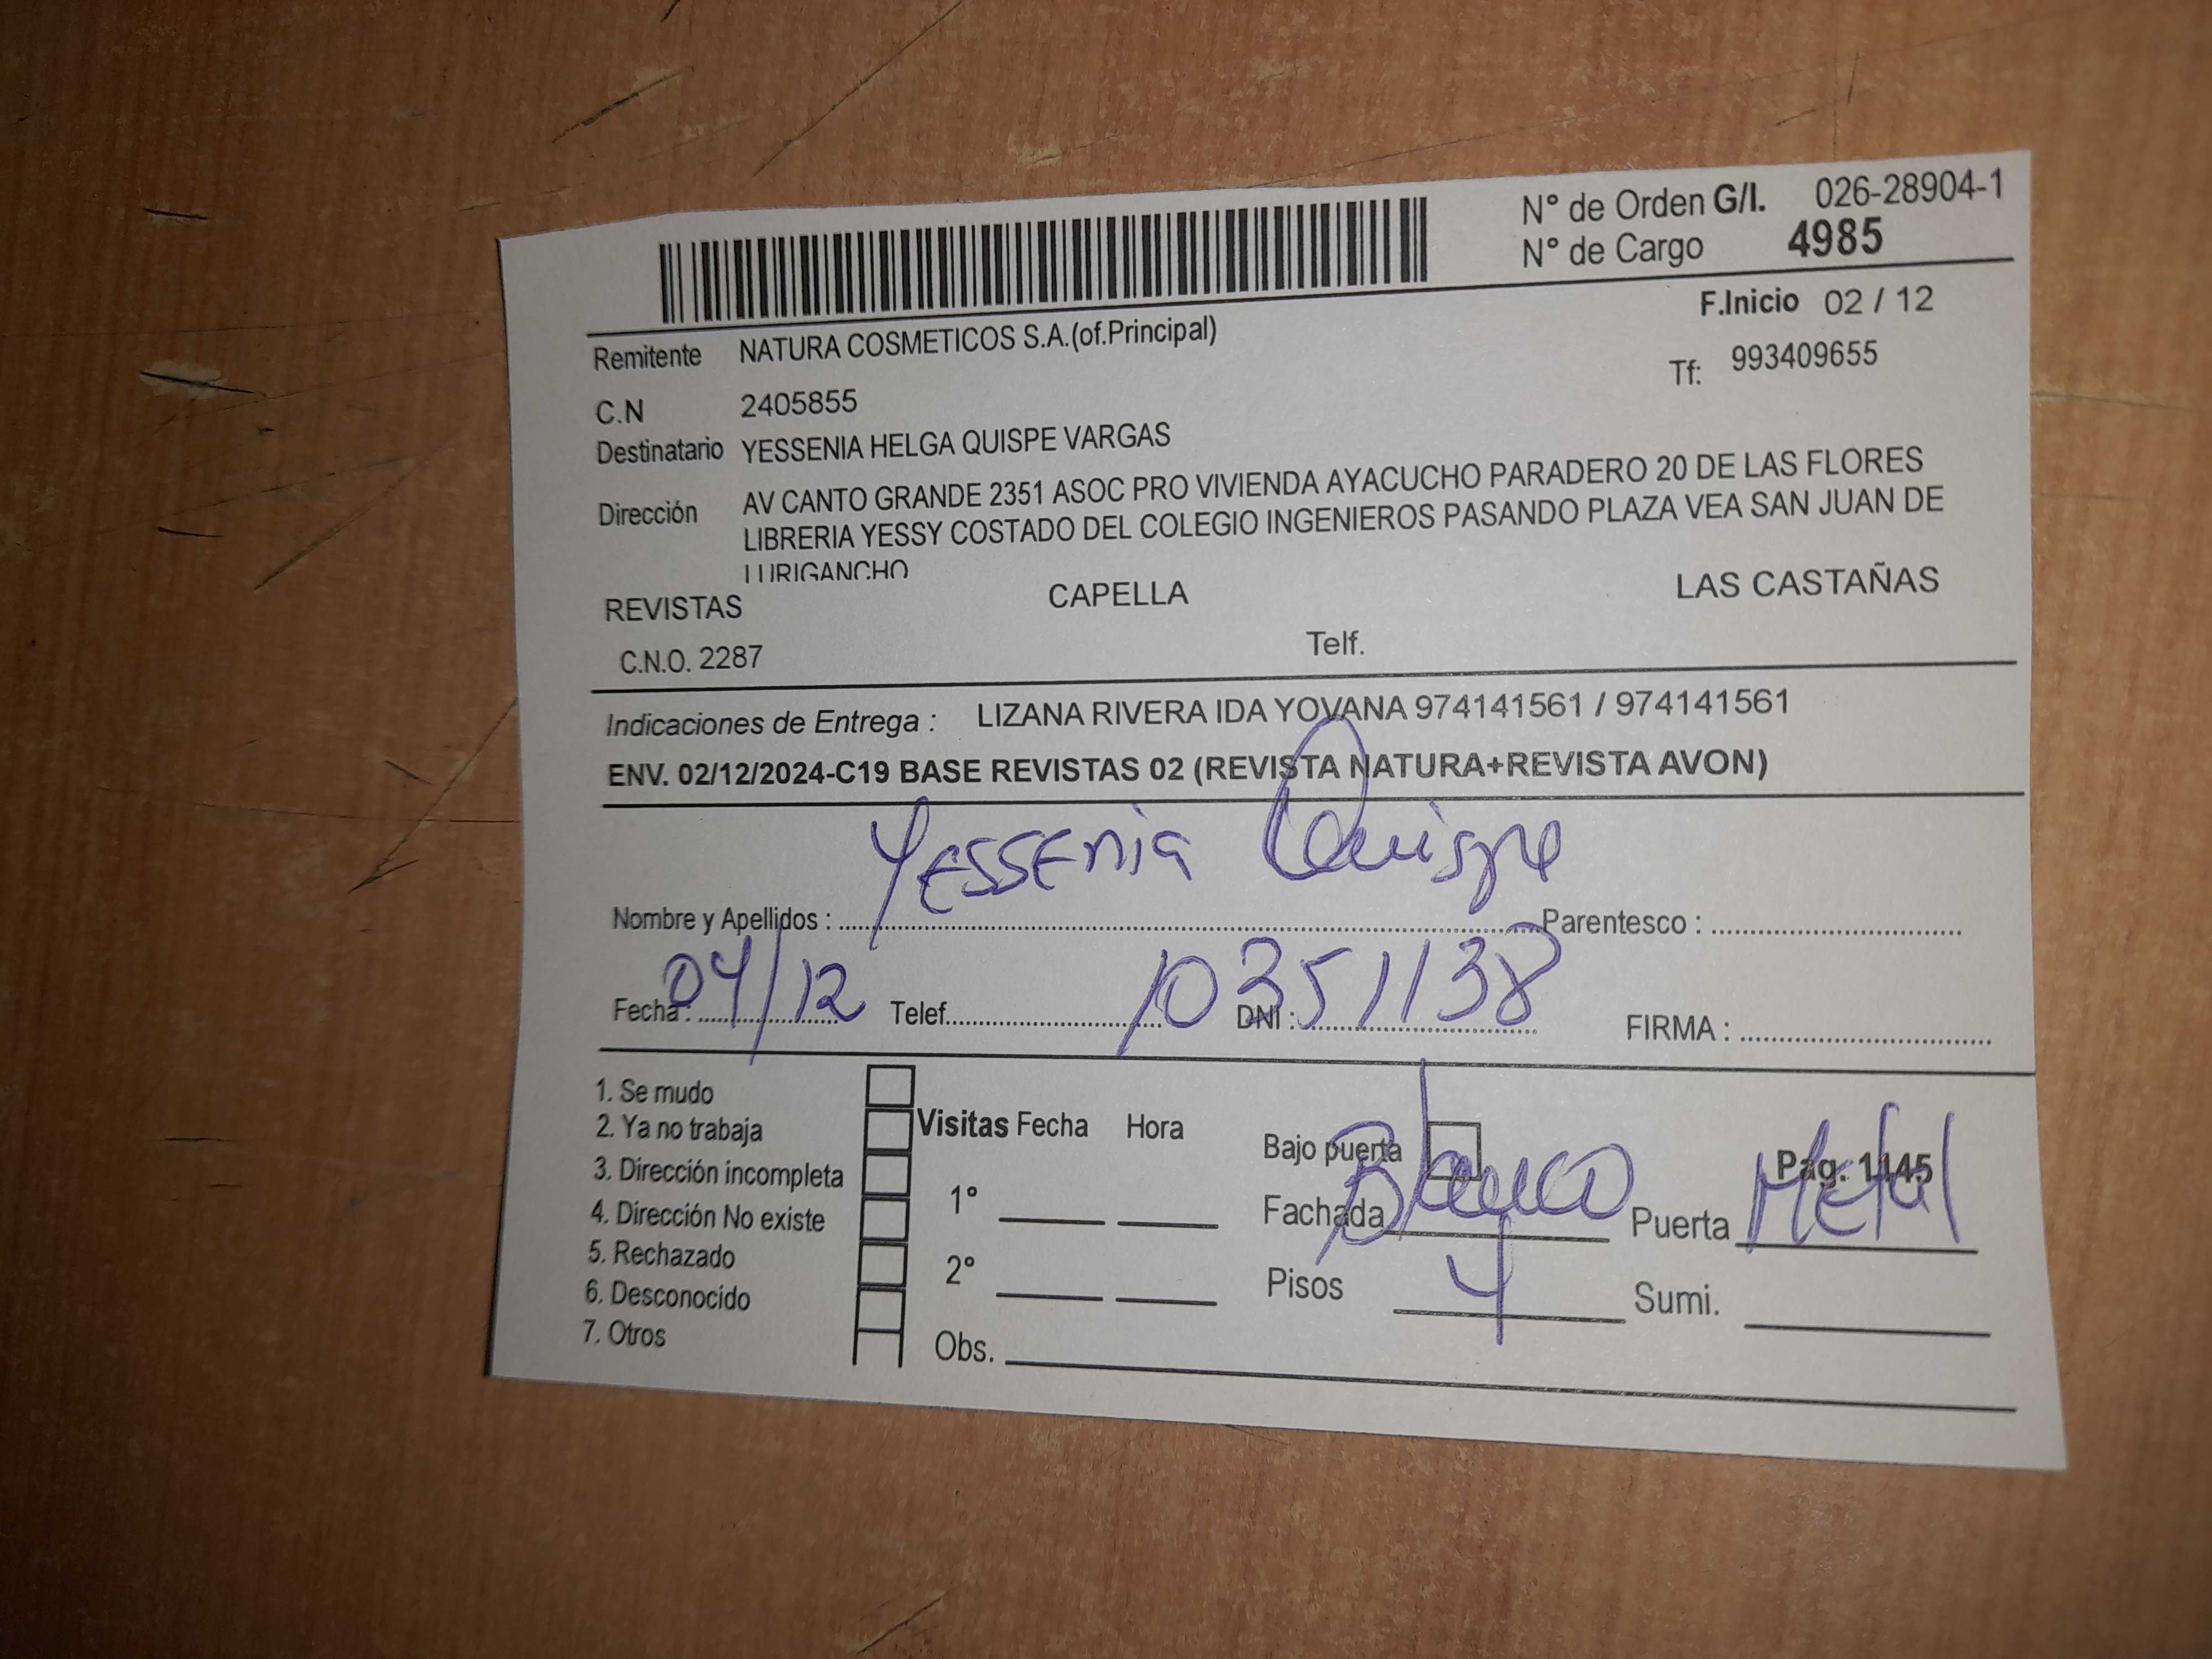 N° de Orden G/I. 026-28904-1
N° de Cargo 4985
F.Inicio 02 / 12
Remitente NATURA COSMETICOS S.A.(of.Principal)
Tf: 993409655
C.N 2405855
Destinatario YESSENIA HELGA QUISPE VARGAS
Dirección AV CANTO GRANDE 2351 ASOC PRO VIVIENDA AYACUCHO PARADERO 20 DE LAS FLORES
LIBRERIA YESSY COSTADO DEL COLEGIO INGENIEROS PASANDO PLAZA VEA SAN JUAN DE
LURIGANCHO
REVISTAS CAPELLA LAS CASTAÑAS
C.N.O. 2287 Telf.
Indicaciones de Entrega : LIZANA RIVERA IDA YOVANA 974141561 / 974141561
ENV. 02/12/2024-C19 BASE REVISTAS 02 (REVISTA NATURA+REVISTA AVON)
Yessenia Quispe
Nombre y Apellidos : Parentesco :
Fecha : 04/12 Telef. DNI : 10351138 FIRMA :
1. Se mudo
2. Ya no trabaja
3. Dirección incompleta
4. Dirección No existe
5. Rechazado
6. Desconocido
7. Otros
Visitas Fecha Hora
1°
2°
Obs.
Bajo puerta Pag. 1145
Fachada Blanco Puerta Metal
Pisos 4 Sumi.